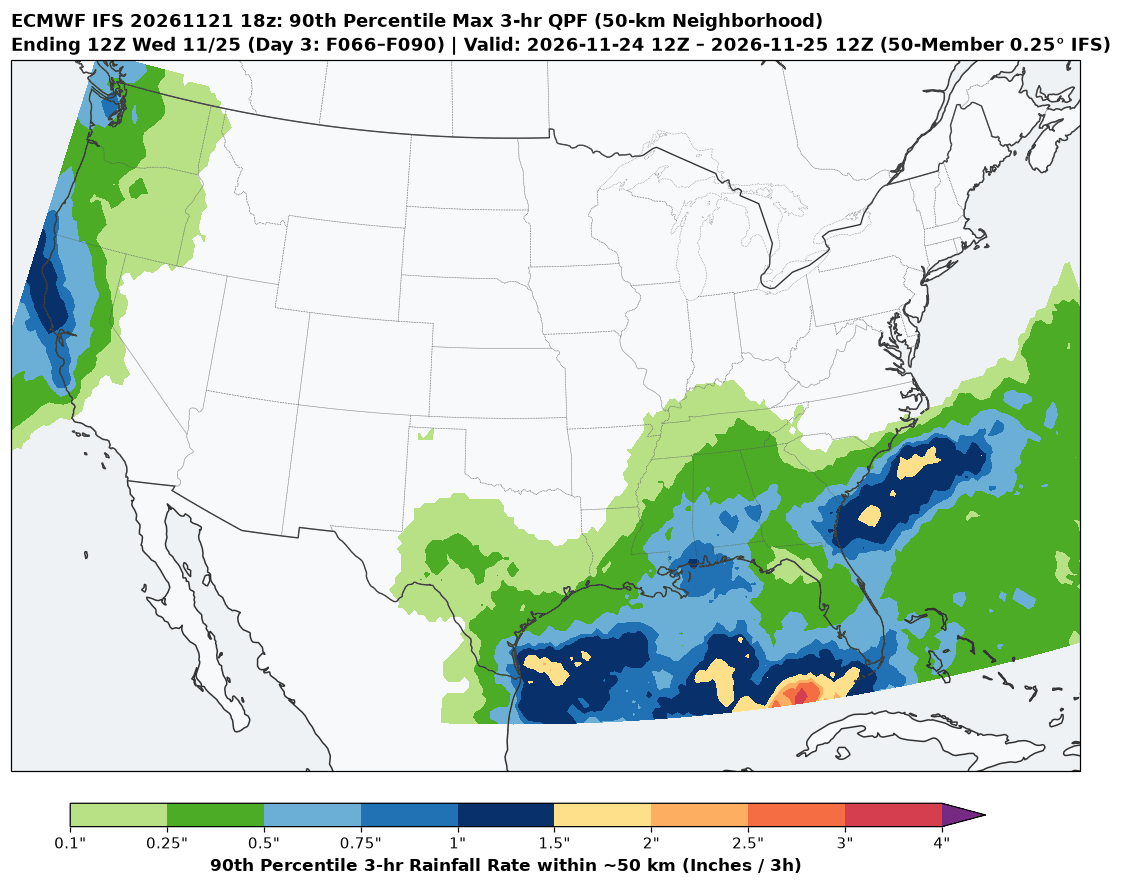 ECMWF IFS 20261121 18z: 90th Percentile Max 3-hr QPF (50-km Neighborhood)
Ending 12Z Wed 11/25 (Day 3: F066–F090) | Valid: 2026-11-24 12Z – 2026-11-25 12Z (50-Member 0.25° IFS)
0.1" 0.25" 0.5" 0.75" 1" 1.5" 2" 2.5" 3" 4"
90th Percentile 3-hr Rainfall Rate within ~50 km (Inches / 3h)